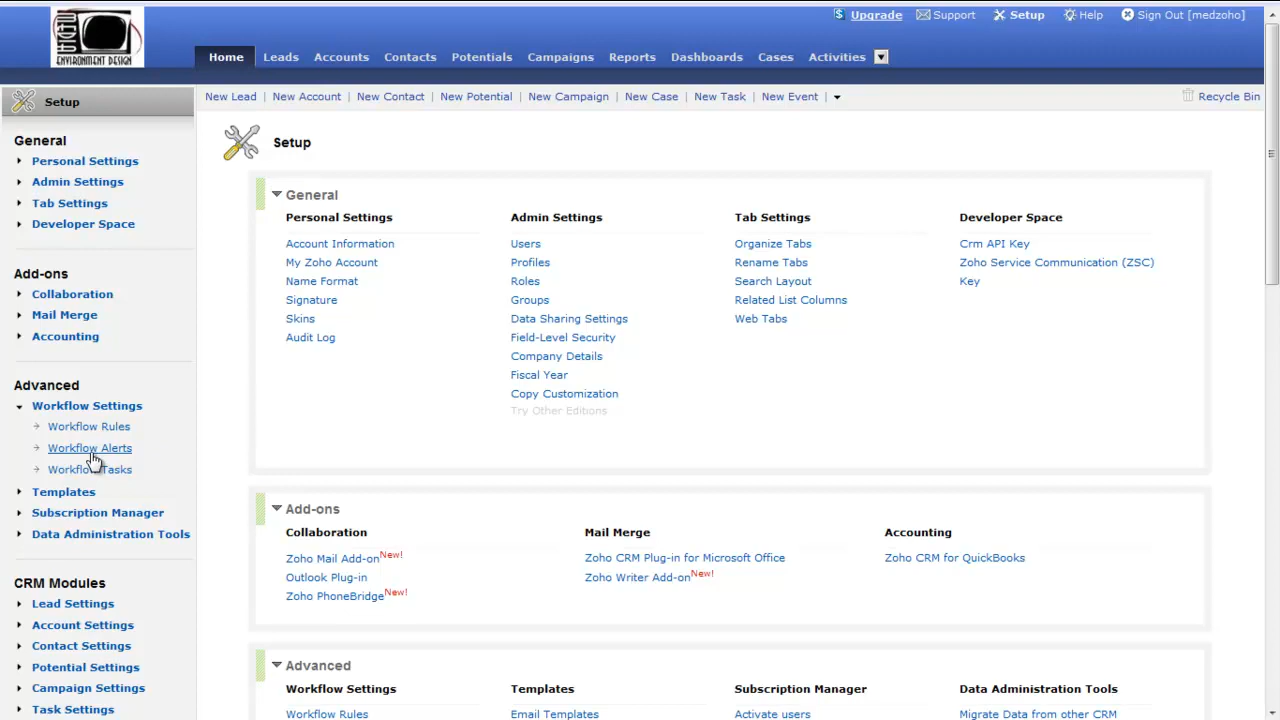 Upgrade Support Setup Help Sign Out [medzoho]
MEDIA
ENVIRONMENT DESIGN
Home Leads Accounts Contacts Potentials Campaigns Reports Dashboards Cases Activities
New Lead | New Account | New Contact | New Potential | New Campaign | New Case | New Task | New Event | Recycle Bin
Setup
General
Personal Settings
Admin Settings
Tab Settings
Developer Space
Add-ons
Collaboration
Mail Merge
Accounting
Advanced
Workflow Settings
Workflow Rules
Workflow Alerts
Workflow Tasks
Templates
Subscription Manager
Data Administration Tools
CRM Modules
Lead Settings
Account Settings
Contact Settings
Potential Settings
Campaign Settings
Task Settings
Setup
General
Personal Settings
Account Information
My Zoho Account
Name Format
Signature
Skins
Audit Log
Admin Settings
Users
Profiles
Roles
Groups
Data Sharing Settings
Field-Level Security
Company Details
Fiscal Year
Copy Customization
Try Other Editions
Tab Settings
Organize Tabs
Rename Tabs
Search Layout
Related List Columns
Web Tabs
Developer Space
Crm API Key
Zoho Service Communication (ZSC)
Key
Add-ons
Collaboration
Zoho Mail Add-on New!
Outlook Plug-in
Zoho PhoneBridge New!
Mail Merge
Zoho CRM Plug-in for Microsoft Office
Zoho Writer Add-on New!
Accounting
Zoho CRM for QuickBooks
Advanced
Workflow Settings
Workflow Rules
Templates
Email Templates
Subscription Manager
Activate users
Data Administration Tools
Migrate Data from other CRM